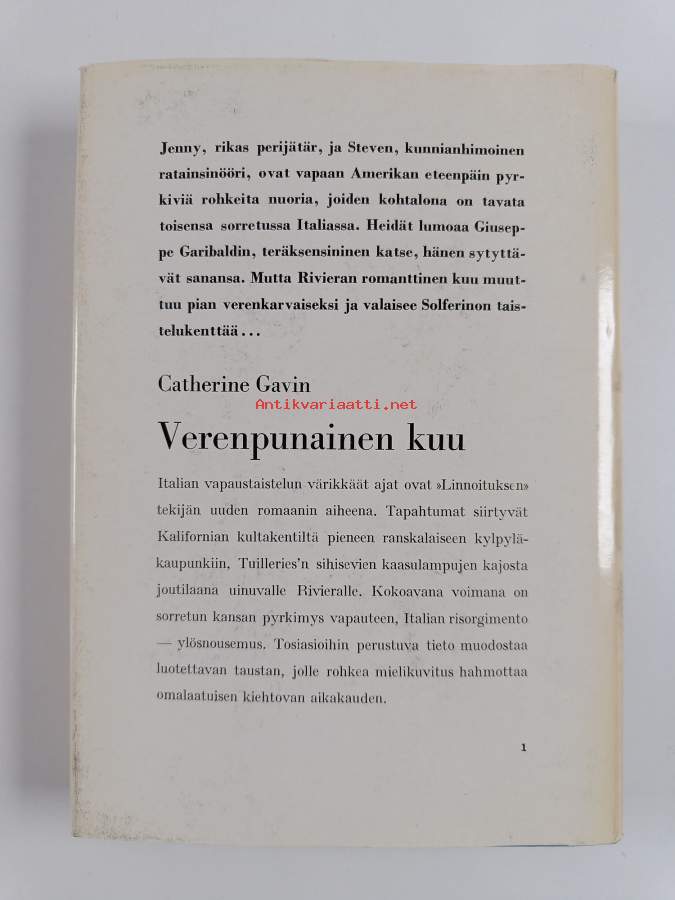 Jenny, rikas perijätär, ja Steven, kunnianhimoinen
ratainsinööri, ovat vapaan Amerikan eteenpäin pyr-
kiviä rohkeita nuoria, joiden kohtalona on tavata
toisensa sorretussa Italiassa. Heidät lumoaa Giusep-
pe Garibaldin, teräksensininen katse, hänen sytyttä-
vät sanansa. Mutta Rivieran romanttinen kuu muut-
tuu pian verenkarvaiseksi ja valaisee Solferinon tais-
telukenttää...
Catherine Gavin
Antikvariaatti.net
Verenpunainen kuu
Italian vapaustaistelun värikkäät ajat ovat »Linnoituksen»
tekijän uuden romaanin aiheena. Tapahtumat siirtyvät
Kalifornian kultakentiltä pieneen ranskalaiseen kylpylä-
kaupunkiin, Tuilleries'n sihisevien kaasulampujen kajosta
joutilaana uinuvalle Rivieralle. Kokoavana voimana on
sorretun kansan pyrkimys vapauteen, Italian risorgimento
— ylösnousemus. Tosiasioihin perustuva tieto muodostaa
luotettavan taustan, jolle rohkea mielikuvitus hahmottaa
omalaatuisen kiehtovan aikakauden.
1